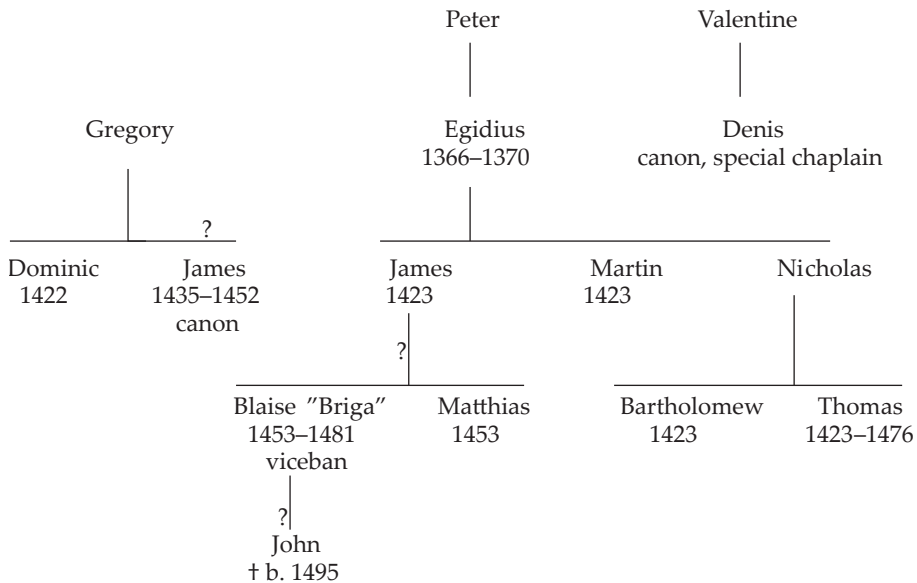 Peter
Valentine
Gregory
Egidius
1366–1370
Denis
canon, special chaplain
?
Dominic
1422
James
1435–1452
canon
James
1423
Martin
1423
Nicholas
?
Blaise ”Briga”
1453–1481
viceban
Matthias
1453
Bartholomew
1423
Thomas
1423–1476
?
John
† b. 1495